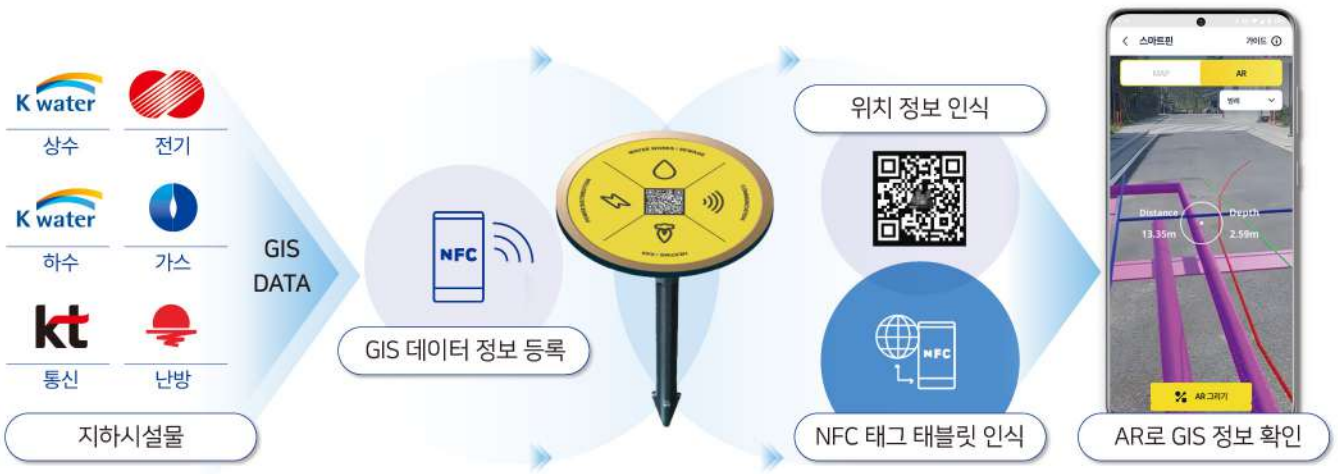 K water
상수
전기
K water
하수
가스
kt
통신
난방
지하시설물
GIS
DATA
NFC
GIS 데이터 정보 등록
위치 정보 인식
NFC
NFC 태그 태블릿 인식
스마트핀
가이드
MAP
AR
범례
Distance
13.35m
Depth
2.59m
AR 그리기
AR로 GIS 정보 확인